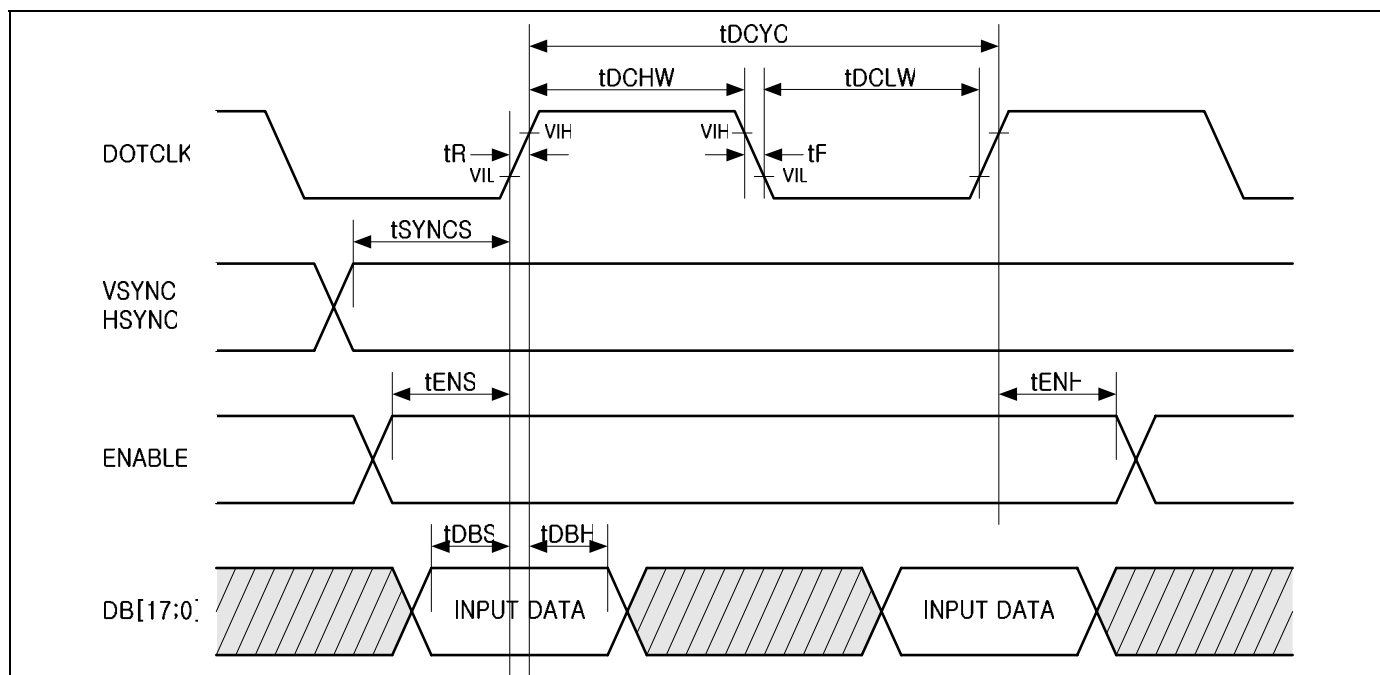 tDCYC
tDCHW
tDCLW
DOTCLK
VIH
VIH
tR
tF
VIL
VIL
tSYNCS
VSYNC
HSYNC
tENS
tENH
ENABLE
tDBS
tDBH
DB[17;0]
INPUT DATA
INPUT DATA